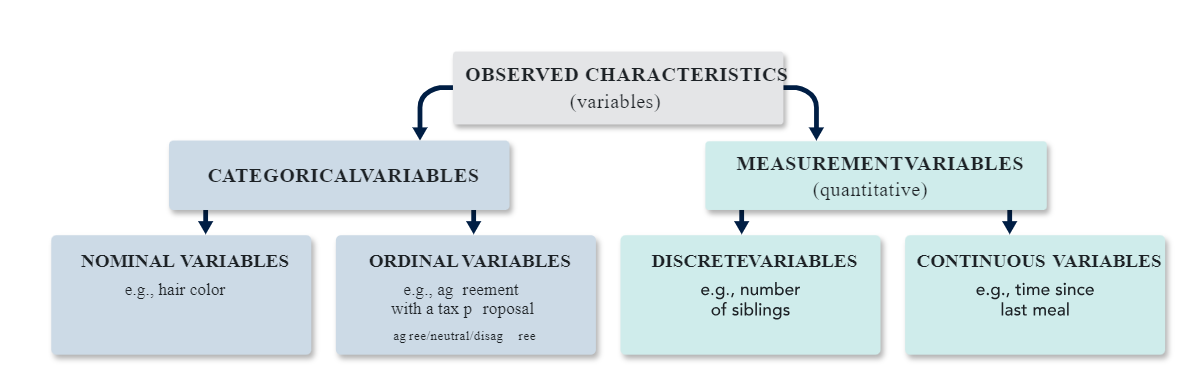 OBSERVED CHARACTERISTICS
(variables)
CATEGORICALVARIABLES
MEASUREMENTVARIABLES
(quantitative)
NOMINAL VARIABLES
e.g., hair color
ORDINAL VARIABLES
e.g., ag reement
with a tax p roposal
ag ree/neutral/disag ree
DISCRETEVARIABLES
e.g., number
of siblings
CONTINUOUS VARIABLES
e.g., time since
last meal